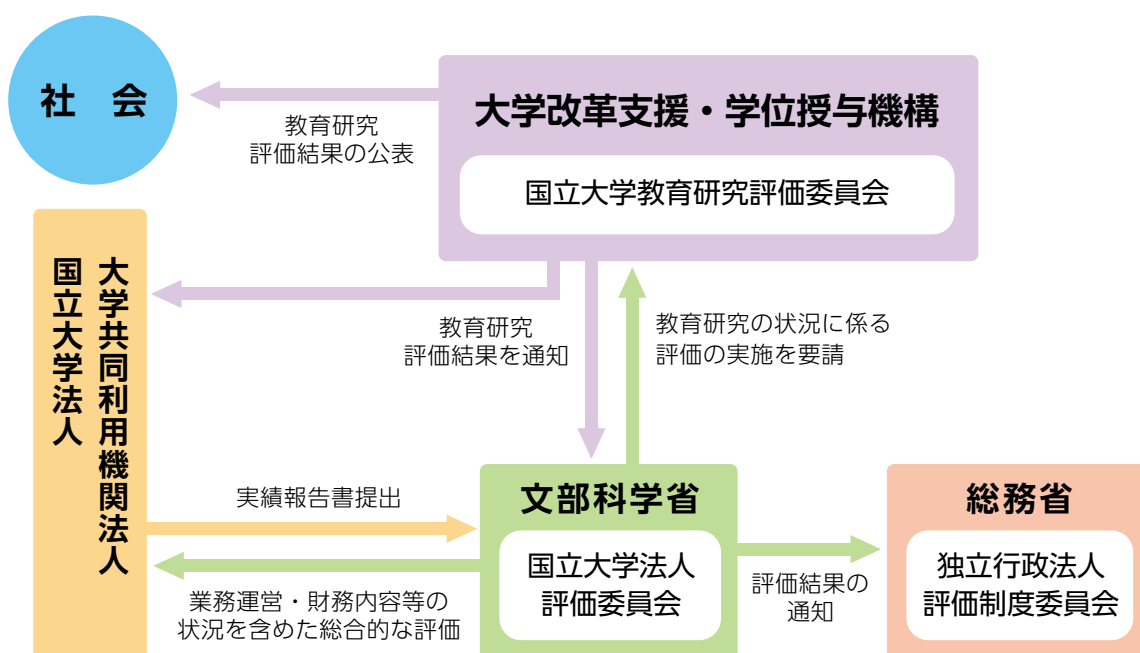 社　会
大学改革支援・学位授与機構
国立大学教育研究評価委員会
教育研究
評価結果の公表
大学共同利用機関法人
国立大学法人
教育研究
評価結果を通知
教育研究の状況に係る
評価の実施を要請
実績報告書提出
業務運営・財務内容等の
状況を含めた総合的な評価
文部科学省
国立大学法人
評価委員会
評価結果の
通知
総務省
独立行政法人
評価制度委員会